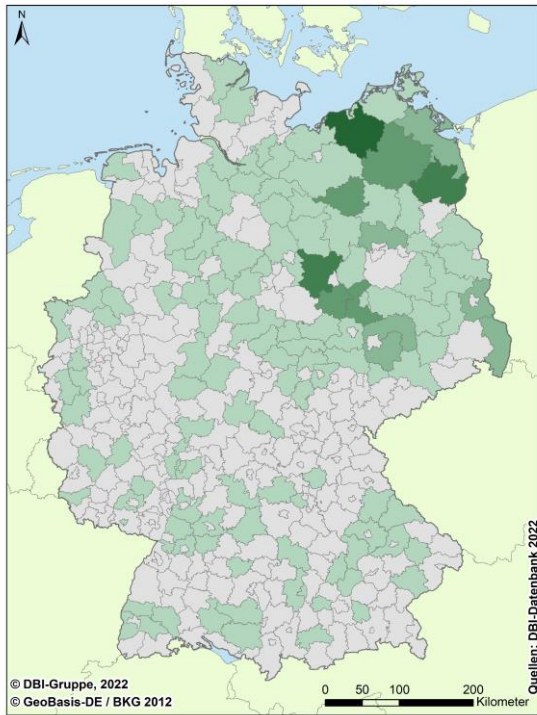 N
© DBI-Gruppe, 2022
© GeoBasis-DE / BKG 2012
0 50 100 200
Kilometer
Quellen: DBI-Datenbank 2022